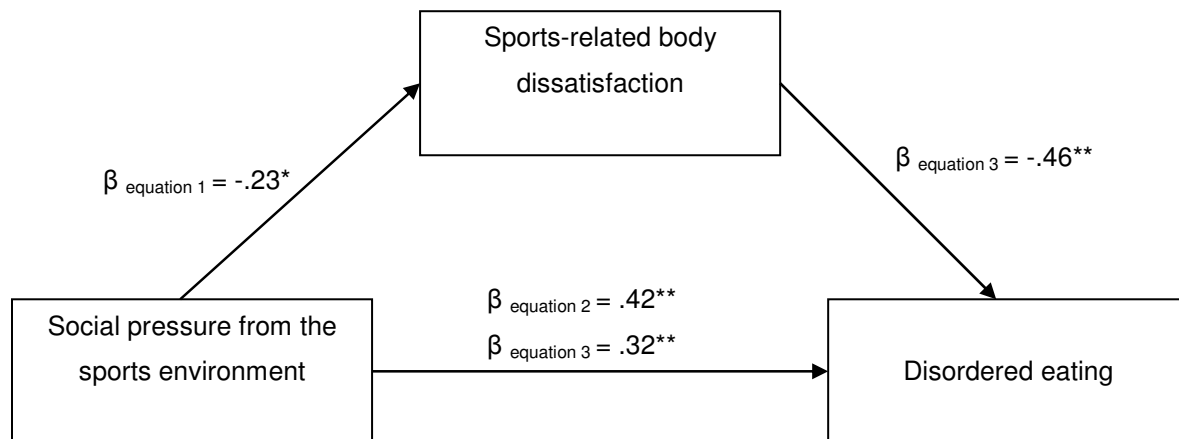 Sports-related body
dissatisfaction
β equation 1 = -.23*
β equation 3 = -.46**
Social pressure from the
sports environment
β equation 2 = .42**
β equation 3 = .32**
Disordered eating